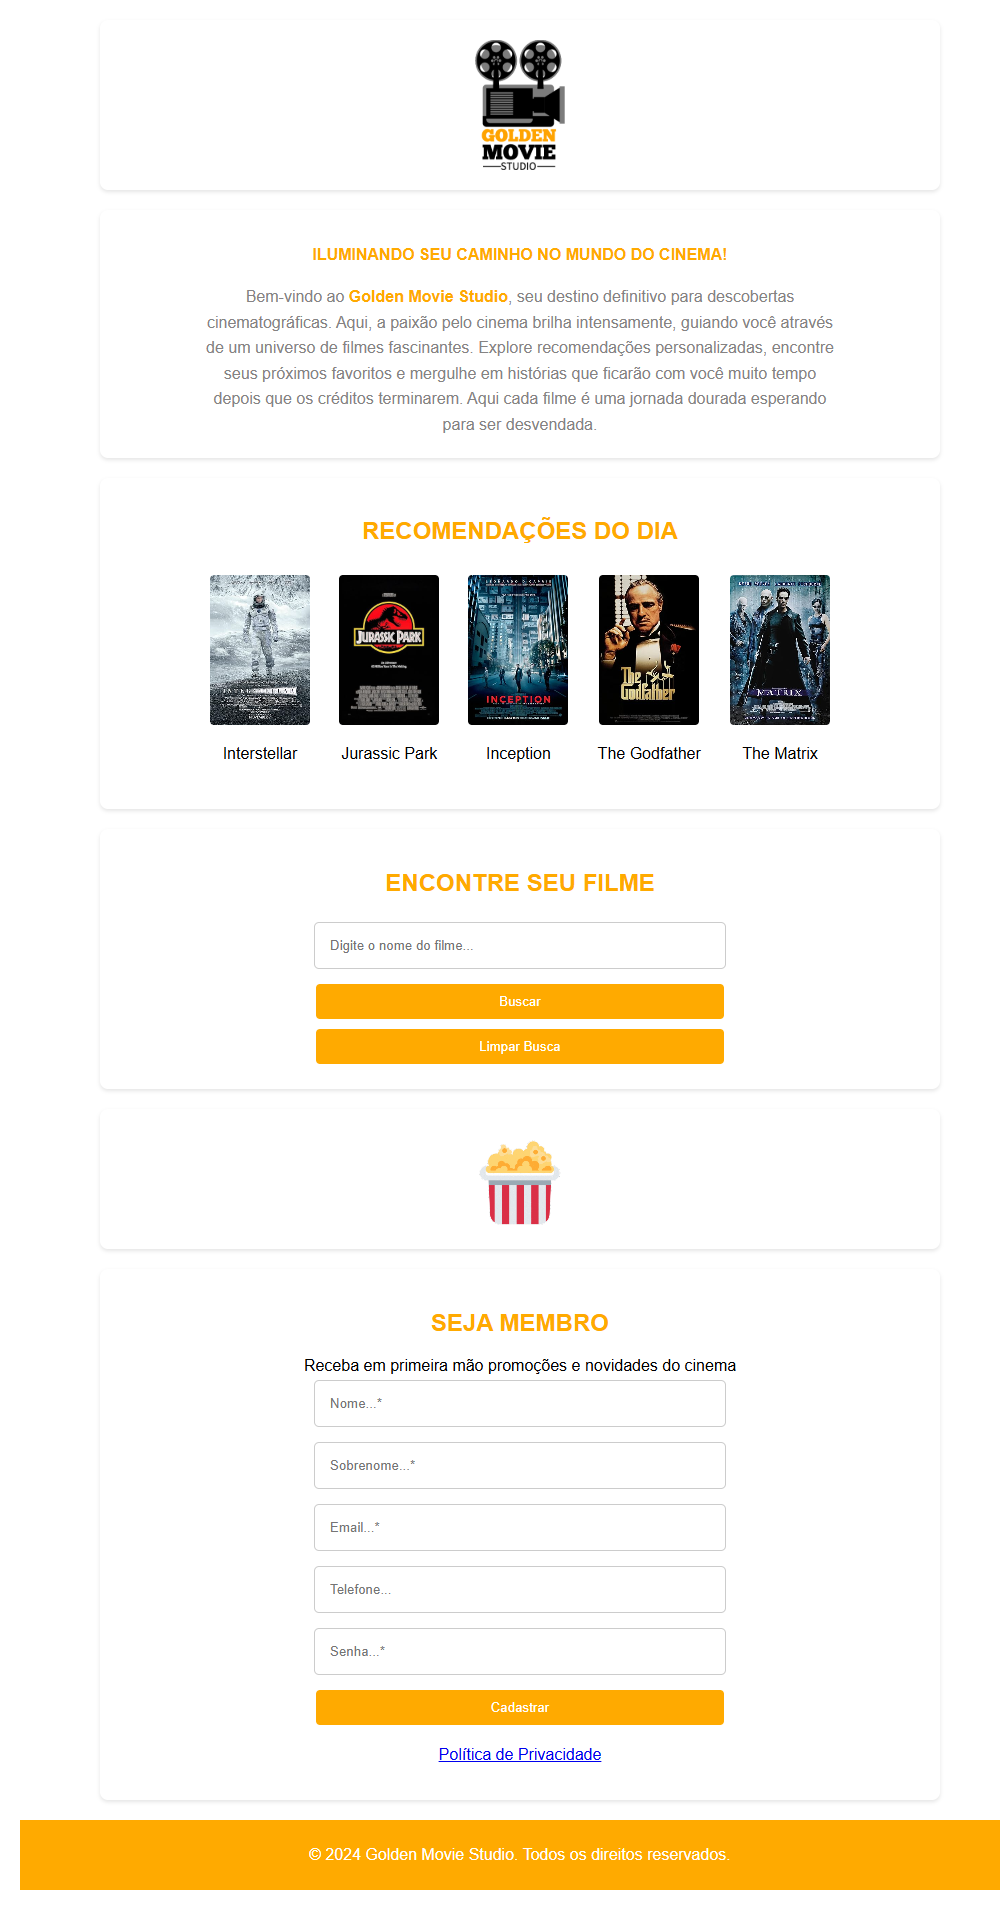 GOLDEN
MOVIE
STUDIO
ILUMINANDO SEU CAMINHO NO MUNDO DO CINEMA!
Bem-vindo ao Golden Movie Studio, seu destino definitivo para descobertas
cinematográficas. Aqui, a paixão pelo cinema brilha intensamente, guiando você através
de um universo de filmes fascinantes. Explore recomendações personalizadas, encontre
seus próximos favoritos e mergulhe em histórias que ficarão com você muito tempo
depois que os créditos terminarem. Aqui cada filme é uma jornada dourada esperando
para ser desvendada.
RECOMENDAÇÕES DO DIA
JURASSIC PARK
INCEPTION
The Godfather
MATRIX
Interstellar
Jurassic Park
Inception
The Godfather
The Matrix
ENCONTRE SEU FILME
Digite o nome do filme...
Buscar
Limpar Busca
SEJA MEMBRO
Receba em primeira mão promoções e novidades do cinema
Nome...*
Sobrenome...*
Email...*
Telefone...
Senha...*
Cadastrar
Política de Privacidade
© 2024 Golden Movie Studio. Todos os direitos reservados.